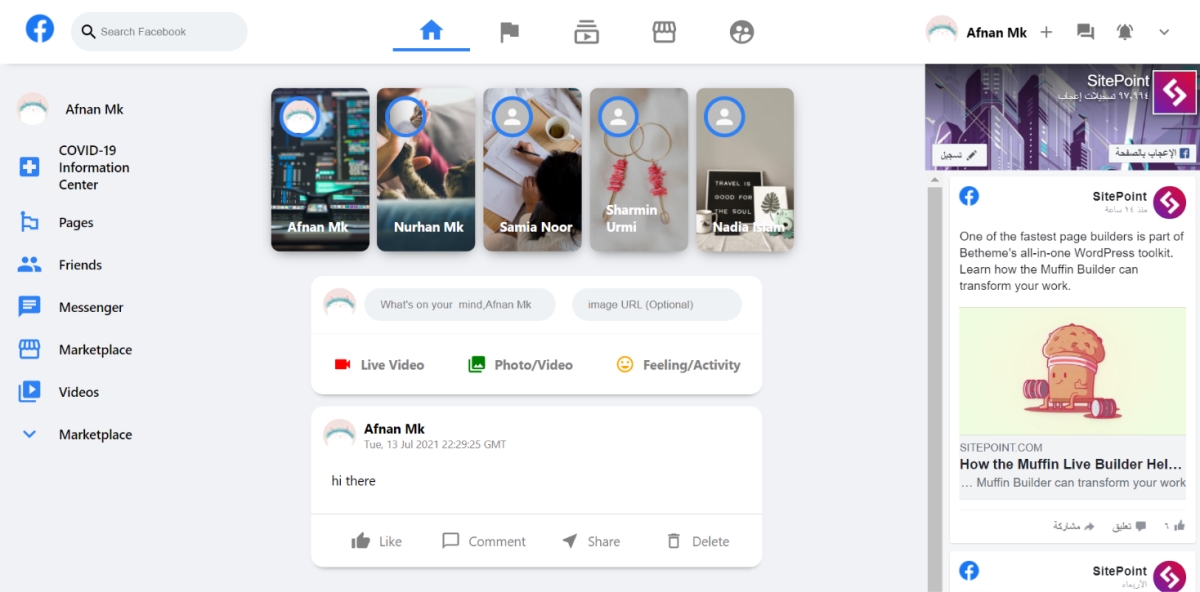 Search Facebook
Afnan Mk
Afnan Mk
COVID-19
Information
Center
Pages
Friends
Messenger
Marketplace
Videos
Marketplace
Afnan Mk
Nurhan Mk
Samia Noor
Sharmin
Urmi
TRAVEL IS
GOOD FOR
THE SOUL
Nadia Islam
What's on your mind,Afnan Mk
image URL (Optional)
Live Video
Photo/Video
Feeling/Activity
Afnan Mk
Tue, 13 Jul 2021 22:29:25 GMT
hi there
Like
Comment
Share
Delete
SitePoint
٩٧،٩٦٤ تسجيلات إعجاب
تسجيل
الإعجاب بالصفحة
SitePoint
منذ ١٤ ساعة
One of the fastest page builders is part of
Betheme's all-in-one WordPress toolkit.
Learn how the Muffin Builder can
transform your work.
SITEPOINT.COM
How the Muffin Live Builder Hel...
... Muffin Builder can transform your work
مشاركة
تعليق
٦
SitePoint
الأربعاء